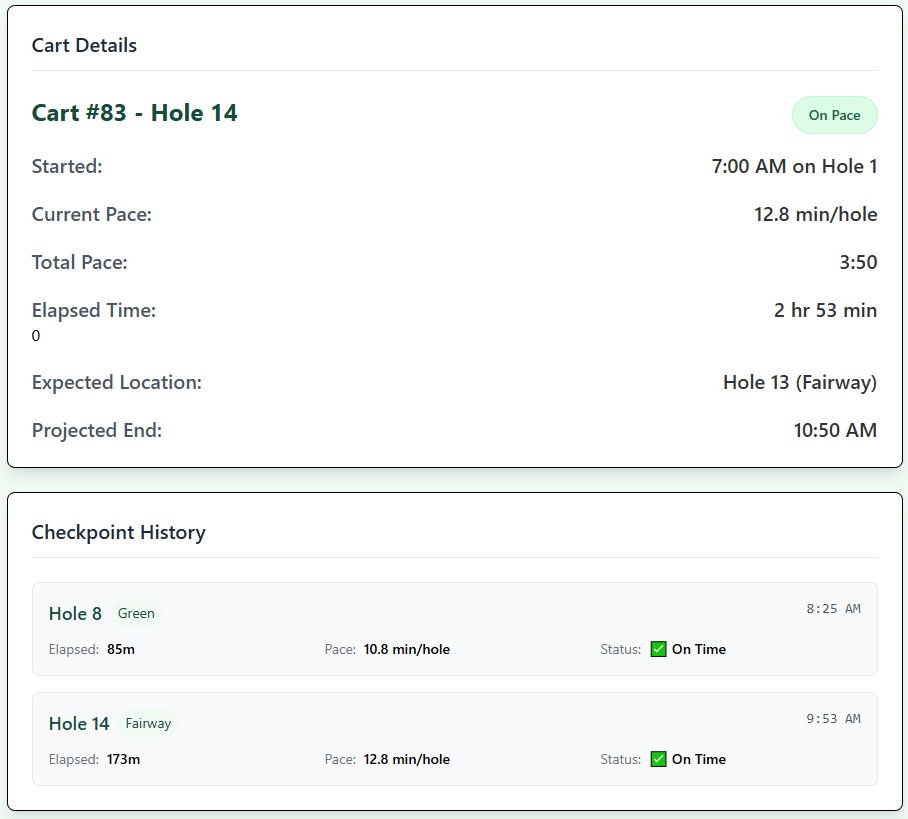 Cart Details
Cart #83 - Hole 14
On Pace
Started: 7:00 AM on Hole 1
Current Pace: 12.8 min/hole
Total Pace: 3:50
Elapsed Time: 2 hr 53 min
0
Expected Location: Hole 13 (Fairway)
Projected End: 10:50 AM
Checkpoint History
Hole 8 Green 8:25 AM
Elapsed: 85m Pace: 10.8 min/hole Status: ✅ On Time
Hole 14 Fairway 9:53 AM
Elapsed: 173m Pace: 12.8 min/hole Status: ✅ On Time